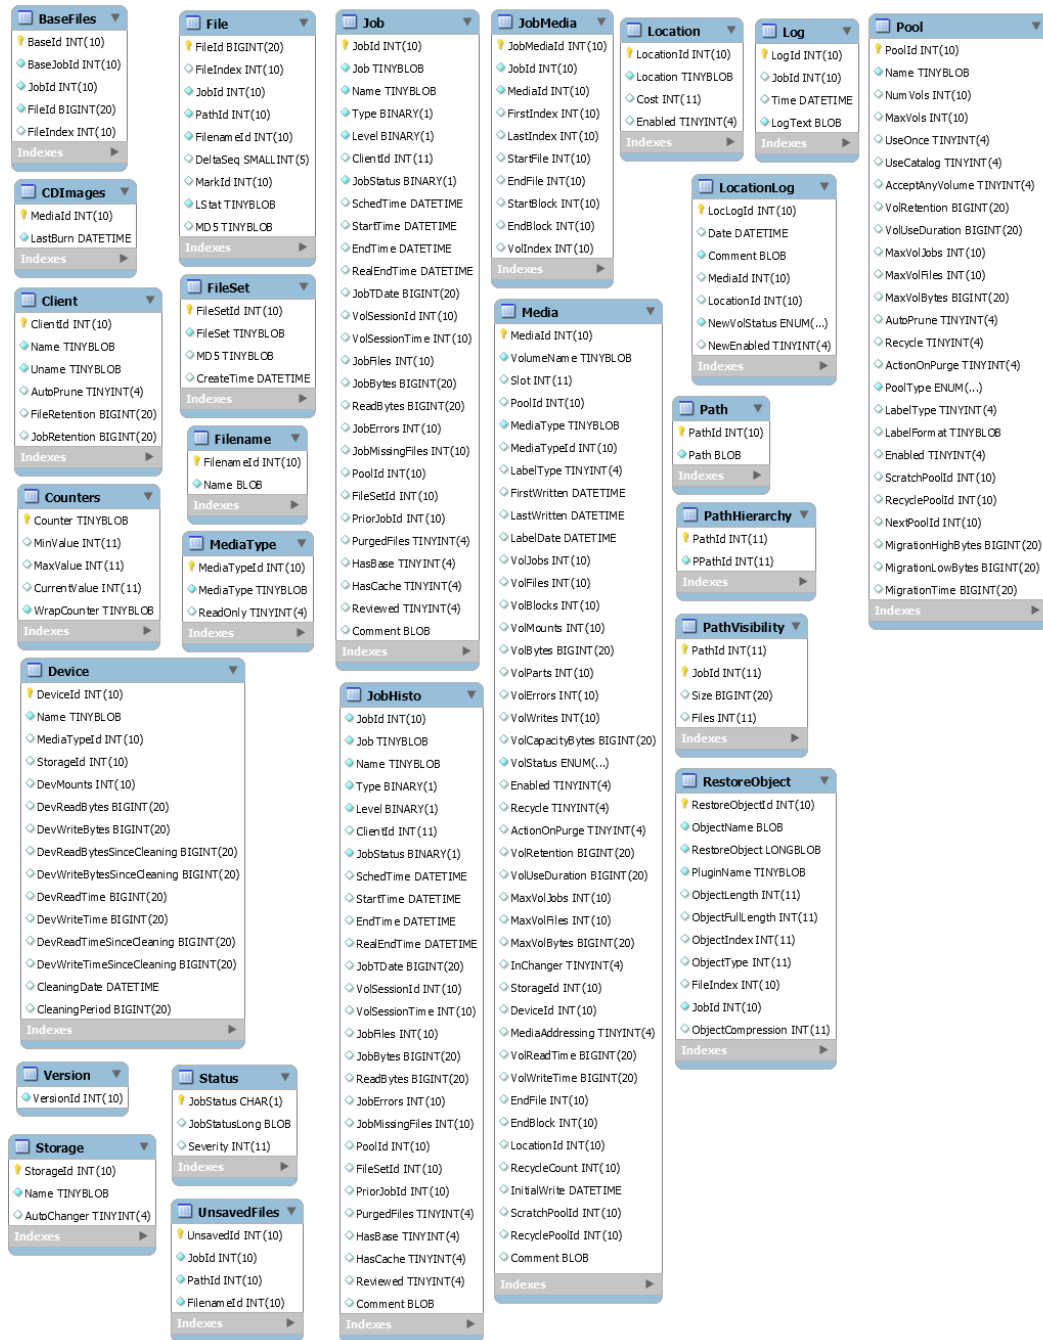 BaseFiles
BaseId INT(10)
BaseJobId INT(10)
JobId INT(10)
FileId BIGINT(20)
FileIndex INT(10)
Indexes
CDImages
MediaId INT(10)
LastBurn DATETIME
Indexes
Client
ClientId INT(10)
Name TINYBLOB
Uname TINYBLOB
AutoPrune TINYINT(4)
FileRetention BIGINT(20)
JobRetention BIGINT(20)
Indexes
Counters
Counter TINYBLOB
MinValue INT(11)
MaxValue INT(11)
CurrentValue INT(11)
WrapCounter TINYBLOB
Indexes
Device
DeviceId INT(10)
Name TINYBLOB
MediaTypeId INT(10)
StorageId INT(10)
DevMounts INT(10)
DevReadBytes BIGINT(20)
DevWriteBytes BIGINT(20)
DevReadBytesSinceCleaning BIGINT(20)
DevWriteBytesSinceCleaning BIGINT(20)
DevReadTime BIGINT(20)
DevWriteTime BIGINT(20)
DevReadTimeSinceCleaning BIGINT(20)
DevWriteTimeSinceCleaning BIGINT(20)
CleaningDate DATETIME
CleaningPeriod BIGINT(20)
Indexes
Version
VersionId INT(10)
Storage
StorageId INT(10)
Name TINYBLOB
AutoChanger TINYINT(4)
Indexes
File
FileId BIGINT(20)
FileIndex INT(10)
JobId INT(10)
PathId INT(10)
FilenameId INT(10)
DeltaSeq SMALLINT(5)
MarkId INT(10)
LStat TINYBLOB
MD5 TINYBLOB
Indexes
FileSet
FileSetId INT(10)
FileSet TINYBLOB
MD5 TINYBLOB
CreateTime DATETIME
Indexes
Filename
FilenameId INT(10)
Name BLOB
Indexes
MediaType
MediaTypeId INT(10)
MediaType TINYBLOB
ReadOnly TINYINT(4)
Indexes
Status
JobStatus CHAR(1)
JobStatusLong BLOB
Severity INT(11)
Indexes
UnsavedFiles
UnsavedId INT(10)
JobId INT(10)
PathId INT(10)
FilenameId INT(10)
Indexes
Job
JobId INT(10)
Job TINYBLOB
Name TINYBLOB
Type BINARY(1)
Level BINARY(1)
ClientId INT(11)
JobStatus BINARY(1)
SchedTime DATETIME
StartTime DATETIME
EndTime DATETIME
RealEndTime DATETIME
JobTDate BIGINT(20)
VolSessionId INT(10)
VolSessionTime INT(10)
JobFiles INT(10)
JobBytes BIGINT(20)
ReadBytes BIGINT(20)
JobErrors INT(10)
JobMissingFiles INT(10)
PoolId INT(10)
FileSetId INT(10)
PriorJobId INT(10)
PurgedFiles TINYINT(4)
HasBase TINYINT(4)
HasCache TINYINT(4)
Reviewed TINYINT(4)
Comment BLOB
Indexes
JobHisto
JobId INT(10)
Job TINYBLOB
Name TINYBLOB
Type BINARY(1)
Level BINARY(1)
ClientId INT(11)
JobStatus BINARY(1)
SchedTime DATETIME
StartTime DATETIME
EndTime DATETIME
RealEndTime DATETIME
JobTDate BIGINT(20)
VolSessionId INT(10)
VolSessionTime INT(10)
JobFiles INT(10)
JobBytes BIGINT(20)
ReadBytes BIGINT(20)
JobErrors INT(10)
JobMissingFiles INT(10)
PoolId INT(10)
FileSetId INT(10)
PriorJobId INT(10)
PurgedFiles TINYINT(4)
HasBase TINYINT(4)
HasCache TINYINT(4)
Reviewed TINYINT(4)
Comment BLOB
Indexes
JobMedia
JobMediaId INT(10)
JobId INT(10)
MediaId INT(10)
FirstIndex INT(10)
LastIndex INT(10)
StartFile INT(10)
EndFile INT(10)
StartBlock INT(10)
EndBlock INT(10)
VolIndex INT(10)
Indexes
Media
MediaId INT(10)
VolumeName TINYBLOB
Slot INT(11)
PoolId INT(10)
MediaType TINYBLOB
MediaTypeId INT(10)
LabelType TINYINT(4)
FirstWritten DATETIME
LastWritten DATETIME
LabelDate DATETIME
VolJobs INT(10)
VolFiles INT(10)
VolBlocks INT(10)
VolMounts INT(10)
VolBytes BIGINT(20)
VolParts INT(10)
VolErrors INT(10)
VolWrites INT(10)
VolCapacityBytes BIGINT(20)
VolStatus ENUM(...)
Enabled TINYINT(4)
Recycle TINYINT(4)
ActionOnPurge TINYINT(4)
VolRetention BIGINT(20)
VolUseDuration BIGINT(20)
MaxVolJobs INT(10)
MaxVolFiles INT(10)
MaxVolBytes BIGINT(20)
InChanger TINYINT(4)
StorageId INT(10)
DeviceId INT(10)
MediaAddressing TINYINT(4)
VolReadTime BIGINT(20)
VolWriteTime BIGINT(20)
EndFile INT(10)
EndBlock INT(10)
LocationId INT(10)
RecycleCount INT(10)
InitialWrite DATETIME
ScratchPoolId INT(10)
RecyclePoolId INT(10)
Comment BLOB
Indexes
Location
LocationId INT(10)
Location TINYBLOB
Cost INT(11)
Enabled TINYINT(4)
Indexes
Log
LogId INT(10)
JobId INT(10)
Time DATETIME
LogText BLOB
Indexes
LocationLog
LocLogId INT(10)
Date DATETIME
Comment BLOB
MediaId INT(10)
LocationId INT(10)
NewVolStatus ENUM(...)
NewEnabled TINYINT(4)
Indexes
Path
PathId INT(10)
Path BLOB
Indexes
PathHierarchy
PathId INT(11)
PPathId INT(11)
Indexes
PathVisibility
PathId INT(11)
JobId INT(11)
Size BIGINT(20)
Files INT(11)
Indexes
RestoreObject
RestoreObjectId INT(10)
ObjectName BLOB
RestoreObject LONGBLOB
PluginName TINYBLOB
ObjectLength INT(11)
ObjectFullLength INT(11)
ObjectIndex INT(11)
ObjectType INT(11)
FileIndex INT(10)
JobId INT(10)
ObjectCompression INT(11)
Indexes
Pool
PoolId INT(10)
Name TINYBLOB
NumVols INT(10)
MaxVols INT(10)
UseOnce TINYINT(4)
UseCatalog TINYINT(4)
AcceptAnyVolume TINYINT(4)
VolRetention BIGINT(20)
VolUseDuration BIGINT(20)
MaxVolJobs INT(10)
MaxVolFiles INT(10)
MaxVolBytes BIGINT(20)
AutoPrune TINYINT(4)
Recycle TINYINT(4)
ActionOnPurge TINYINT(4)
PoolType ENUM(...)
LabelType TINYINT(4)
LabelFormat TINYBLOB
Enabled TINYINT(4)
ScratchPoolId INT(10)
RecyclePoolId INT(10)
NextPoolId INT(10)
MigrationHighBytes BIGINT(20)
MigrationLowBytes BIGINT(20)
MigrationTime BIGINT(20)
Indexes